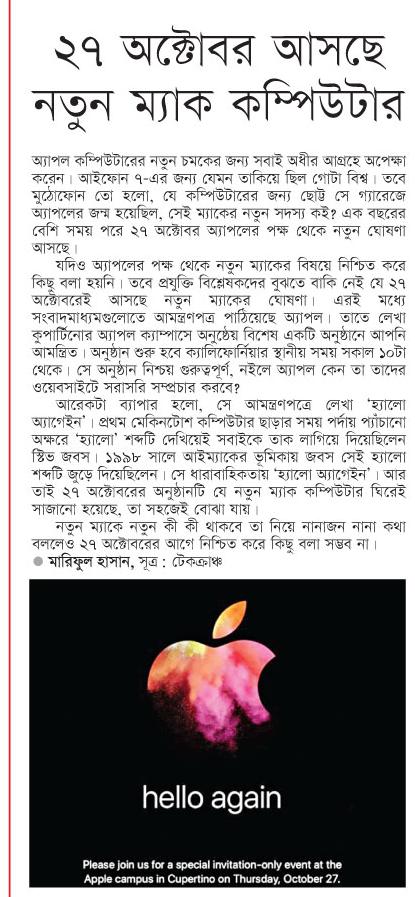 ২৭ অক্টোবর আসছে
নতুন ম্যাক কম্পিউটার
অ্যাপল কম্পিউটারের নতুন চমকের জন্য সবাই অধীর আগ্রহে অপেক্ষা
করেন। আইফোন ৭-এর জন্য যেমন তাকিয়ে ছিল গোটা বিশ্ব। তবে
মুঠোফোন তো হলো, যে কম্পিউটারের জন্য ছোট্ট সে গ্যারেজে
অ্যাপলের জন্ম হয়েছিল, সেই ম্যাকের নতুন সদস্য কই? এক বছরের
বেশি সময় পরে ২৭ অক্টোবর অ্যাপলের পক্ষ থেকে নতুন ঘোষণা
আসছে।
যদিও অ্যাপলের পক্ষ থেকে নতুন ম্যাকের বিষয়ে নিশ্চিত করে
কিছু বলা হয়নি। তবে প্রযুক্তি বিশ্লেষকদের বুঝতে বাকি নেই যে ২৭
অক্টোবরেই আসছে নতুন ম্যাকের ঘোষণা। এরই মধ্যে
সংবাদমাধ্যমগুলোতে আমন্ত্রণপত্র পাঠিয়েছে অ্যাপল। তাতে লেখা
কুপার্টিনোর অ্যাপল ক্যাম্পাসে অনুষ্ঠেয় বিশেষ একটি অনুষ্ঠানে আপনি
আমন্ত্রিত। অনুষ্ঠান শুরু হবে ক্যালিফোর্নিয়ার স্থানীয় সময় সকাল ১০টা
থেকে। সে অনুষ্ঠান নিশ্চয় গুরুত্বপূর্ণ, নইলে অ্যাপল কেন তা তাদের
ওয়েবসাইটে সরাসরি সম্প্রচার করবে?
আরেকটা ব্যাপার হলো, সে আমন্ত্রণপত্রে লেখা ‘হ্যালো
অ্যাগেইন’। প্রথম মেকিনটোশ কম্পিউটার ছাড়ার সময় পর্দায় প্যাঁচানো
অক্ষরে ‘হ্যালো’ শব্দটি দেখিয়েই সবাইকে তাক লাগিয়ে দিয়েছিলেন
স্টিভ জবস। ১৯৯৮ সালে আইম্যাকের ভূমিকায় জবস সেই হ্যালো
শব্দটি জুড়ে দিয়েছিলেন। সে ধারাবাহিকতায় ‘হ্যালো অ্যাগেইন’। আর
তাই ২৭ অক্টোবরের অনুষ্ঠানটি যে নতুন ম্যাক কম্পিউটার ঘিরেই
সাজানো হয়েছে, তা সহজেই বোঝা যায়।
নতুন ম্যাকে নতুন কী কী থাকবে তা নিয়ে নানাজন নানা কথা
বললেও ২৭ অক্টোবরের আগে নিশ্চিত করে কিছু বলা সম্ভব না।
● মারিফুল হাসান, সূত্র : টেকক্রাঞ্চ
hello again
Please join us for a special invitation-only event at the
Apple campus in Cupertino on Thursday, October 27.